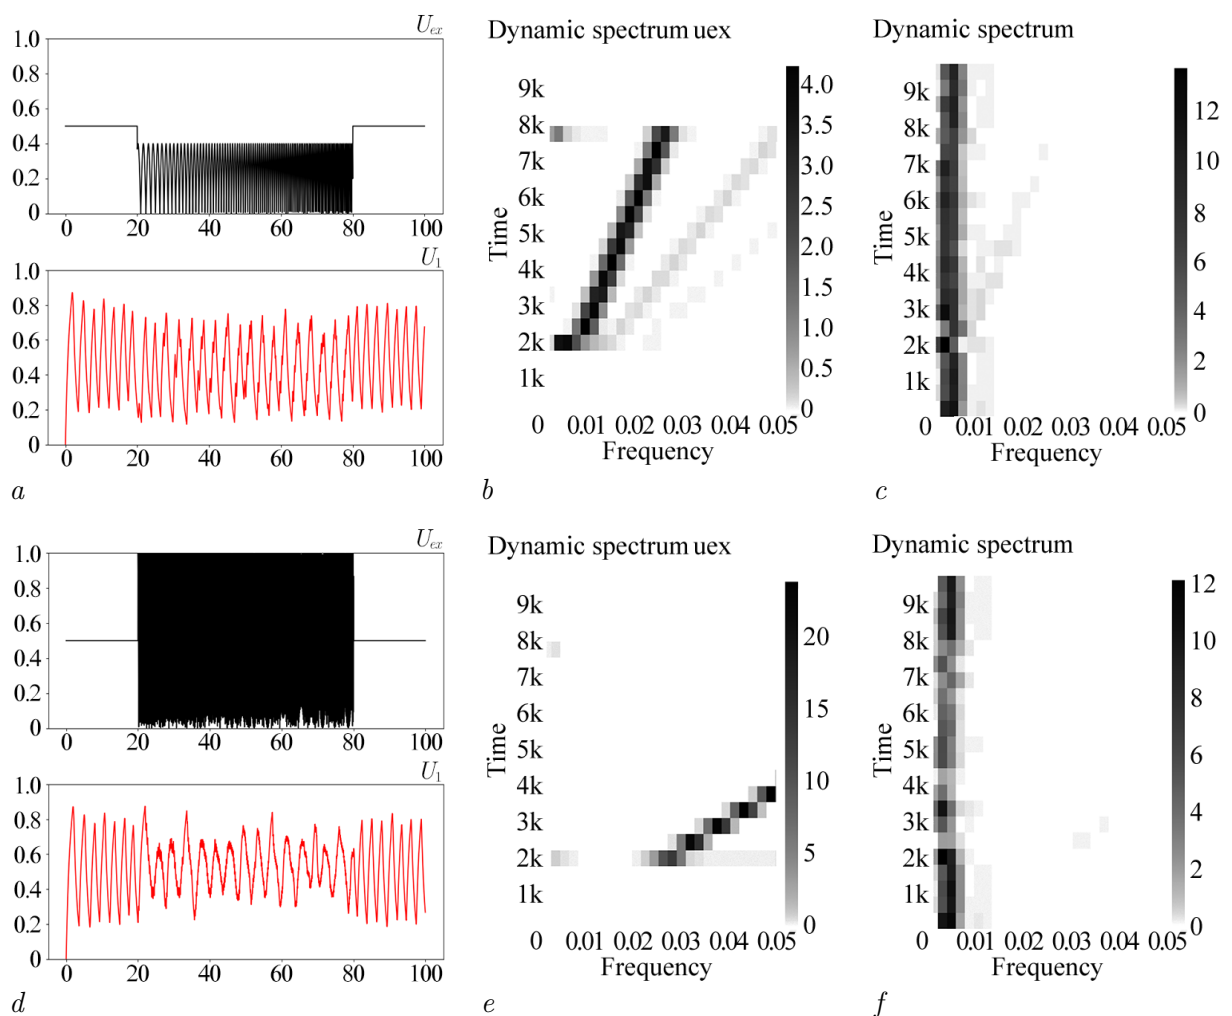 U_ex
1.0
0.8
0.6
0.4
0.2
0
0 20 40 60 80 100
U_1
1.0
0.8
0.6
0.4
0.2
0
0 20 40 60 80 100
a
Dynamic spectrum uex
9k
8k
7k
6k
5k
4k
3k
2k
1k
Time
0 0.01 0.02 0.03 0.04 0.05
Frequency
4.0
3.5
3.0
2.5
2.0
1.5
1.0
0.5
0
b
Dynamic spectrum
9k
8k
7k
6k
5k
4k
3k
2k
1k
Time
0 0.01 0.02 0.03 0.04 0.05
Frequency
12
10
8
6
4
2
0
c
U_ex
1.0
0.8
0.6
0.4
0.2
0
0 20 40 60 80 100
U_1
1.0
0.8
0.6
0.4
0.2
0
0 20 40 60 80 100
d
Dynamic spectrum uex
9k
8k
7k
6k
5k
4k
3k
2k
1k
Time
0 0.01 0.02 0.03 0.04 0.05
Frequency
20
15
10
5
0
e
Dynamic spectrum
9k
8k
7k
6k
5k
4k
3k
2k
1k
Time
0 0.01 0.02 0.03 0.04 0.05
Frequency
12
10
8
6
4
2
0
f